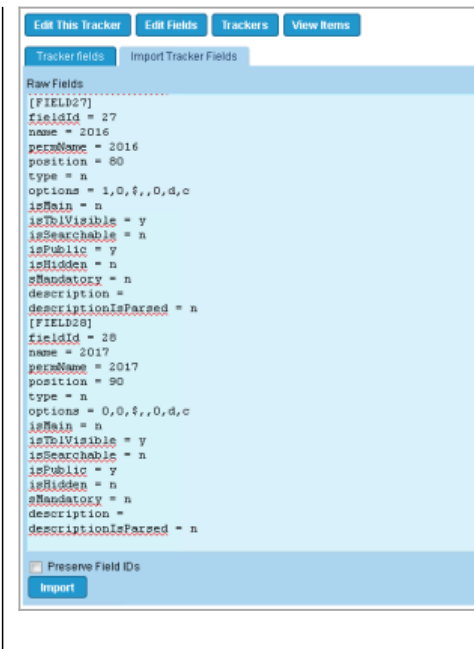 Edit This Tracker Edit Fields Trackers View Items
Tracker fields Import Tracker Fields
Raw Fields
[FIELD27]
fieldId = 27
name = 2016
permName = 2016
position = 80
type = n
options = 1,0,$,,0,d,c
isMain = n
isTblVisible = y
isSearchable = n
isPublic = y
isHidden = n
sMandatory = n
description =
descriptionIsParsed = n
[FIELD28]
fieldId = 28
name = 2017
permName = 2017
position = 90
type = n
options = 0,0,$,,0,d,c
isMain = n
isTblVisible = y
isSearchable = n
isPublic = y
isHidden = n
sMandatory = n
description =
descriptionIsParsed = n
Preserve Field IDs
Import